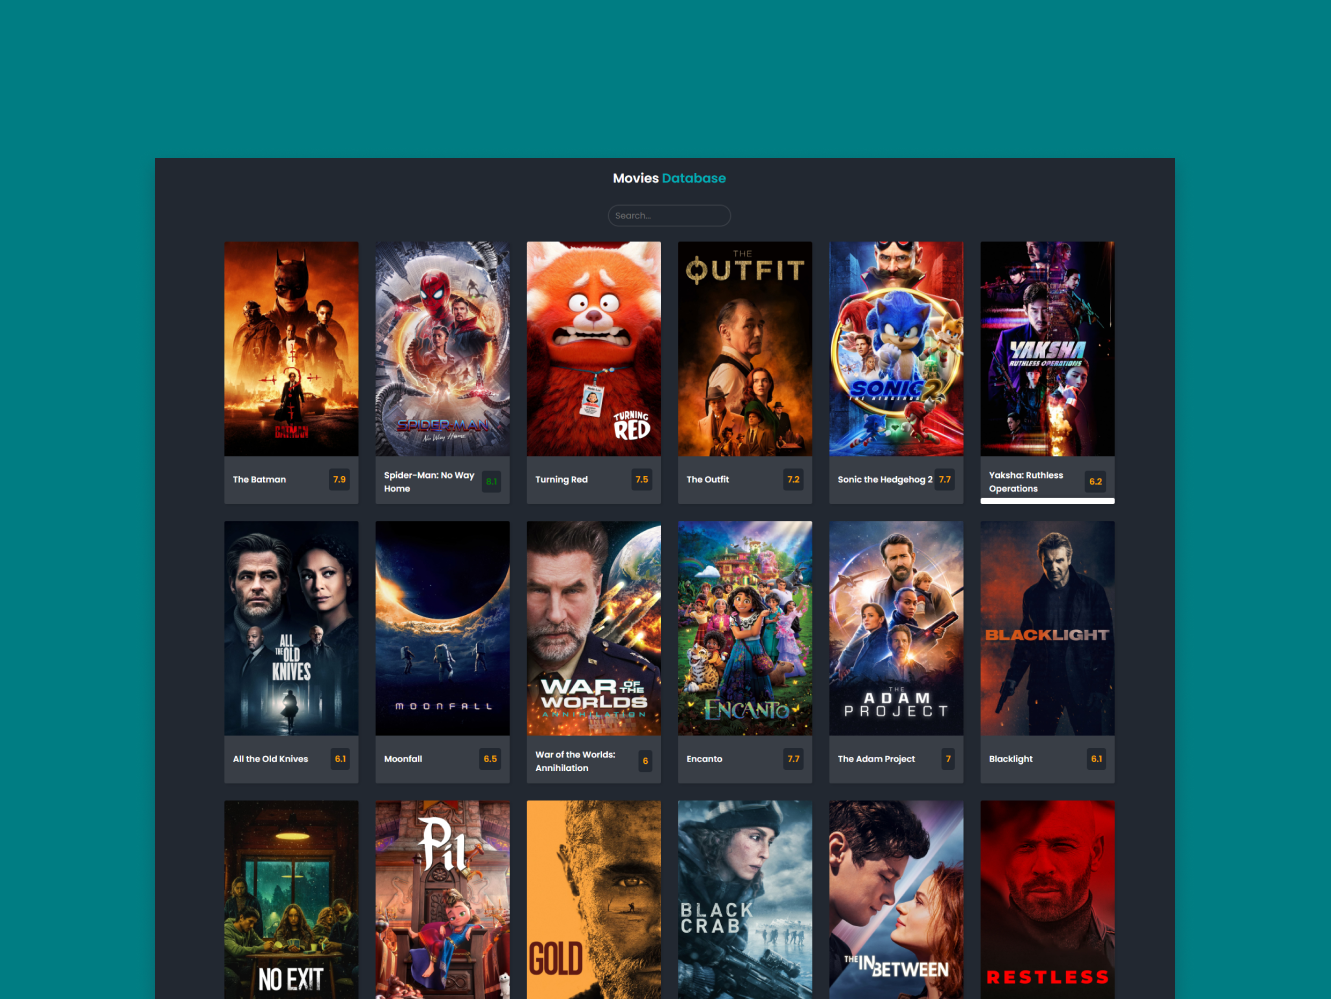 Movies Database
Search...
THE
OUTFIT
YAKSHA
RUTHLESS OPERATIONS
SONIC 2
THE HEDGEHOG
TURNING
RED
SPIDER-MAN
No Way Home
THE BATMAN
The Batman 7.9
Spider-Man: No Way
Home 8.1
Turning Red 7.5
The Outfit 7.2
Sonic the Hedgehog 2 7.7
Yaksha: Ruthless
Operations 6.2
ALL
THE OLD
KNIVES
MOONFALL
WAR OF THE
WORLDS
ANNIHILATION
ENCANTO
THE
ADAM
PROJECT
BLACKLIGHT
All the Old Knives 6.1
Moonfall 6.5
War of the Worlds:
Annihilation 6
Encanto 7.7
The Adam Project 7
Blacklight 6.1
NO EXIT
Pil
GOLD
BLACK
CRAB
THE IN BETWEEN
RESTLESS